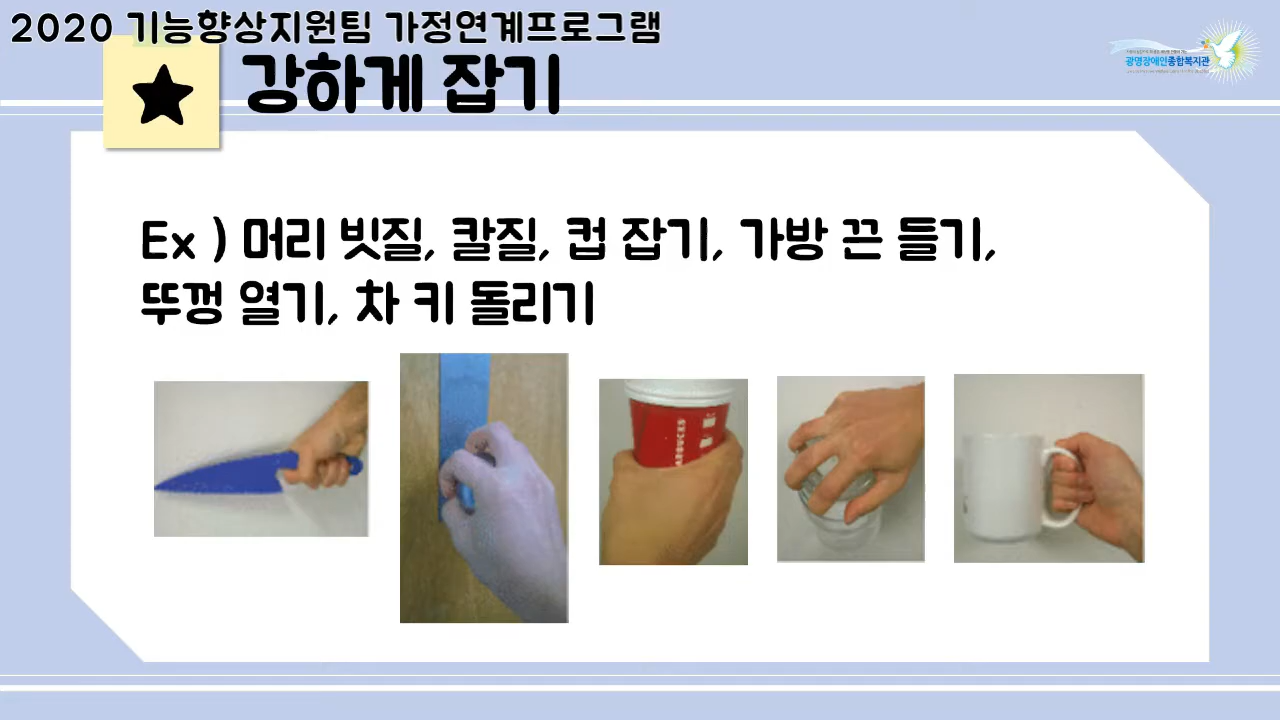 2020 기능향상지원팀 가정연계프로그램
강하게 잡기
광명장애인종합복지관
Ex ) 머리 빗질, 칼질, 컵 잡기, 가방 끈 들기,
뚜껑 열기, 차 키 돌리기